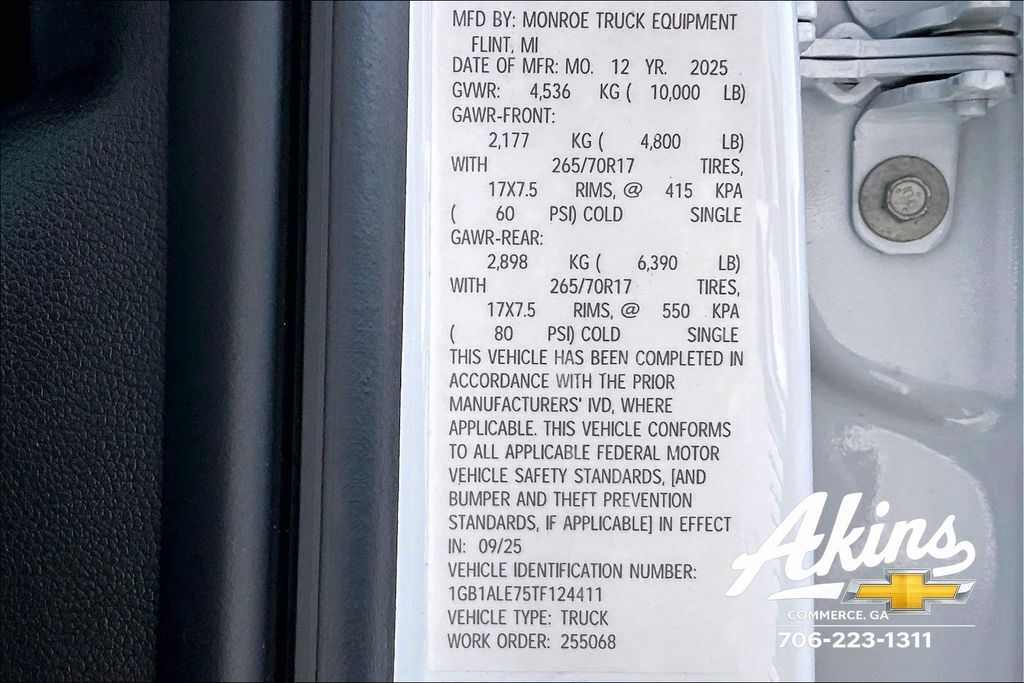 MFD BY: MONROE TRUCK EQUIPMENT
FLINT, MI
DATE OF MFR: MO. 12 YR. 2025
GVWR: 4,536 KG ( 10,000 LB)
GAWR-FRONT:
2,177 KG ( 4,800 LB)
WITH 265/70R17 TIRES,
17X7.5 RIMS, @ 415 KPA
( 60 PSI) COLD SINGLE
GAWR-REAR:
2,898 KG ( 6,390 LB)
WITH 265/70R17 TIRES,
17X7.5 RIMS, @ 550 KPA
( 80 PSI) COLD SINGLE
THIS VEHICLE HAS BEEN COMPLETED IN
ACCORDANCE WITH THE PRIOR
MANUFACTURERS' IVD, WHERE
APPLICABLE. THIS VEHICLE CONFORMS
TO ALL APPLICABLE FEDERAL MOTOR
VEHICLE SAFETY STANDARDS, [AND
BUMPER AND THEFT PREVENTION
STANDARDS, IF APPLICABLE] IN EFFECT
IN: 09/25
VEHICLE IDENTIFICATION NUMBER:
1GB1ALE75TF124411
VEHICLE TYPE: TRUCK
WORK ORDER: 255068
Akins
COMMERCE, GA
706-223-1311